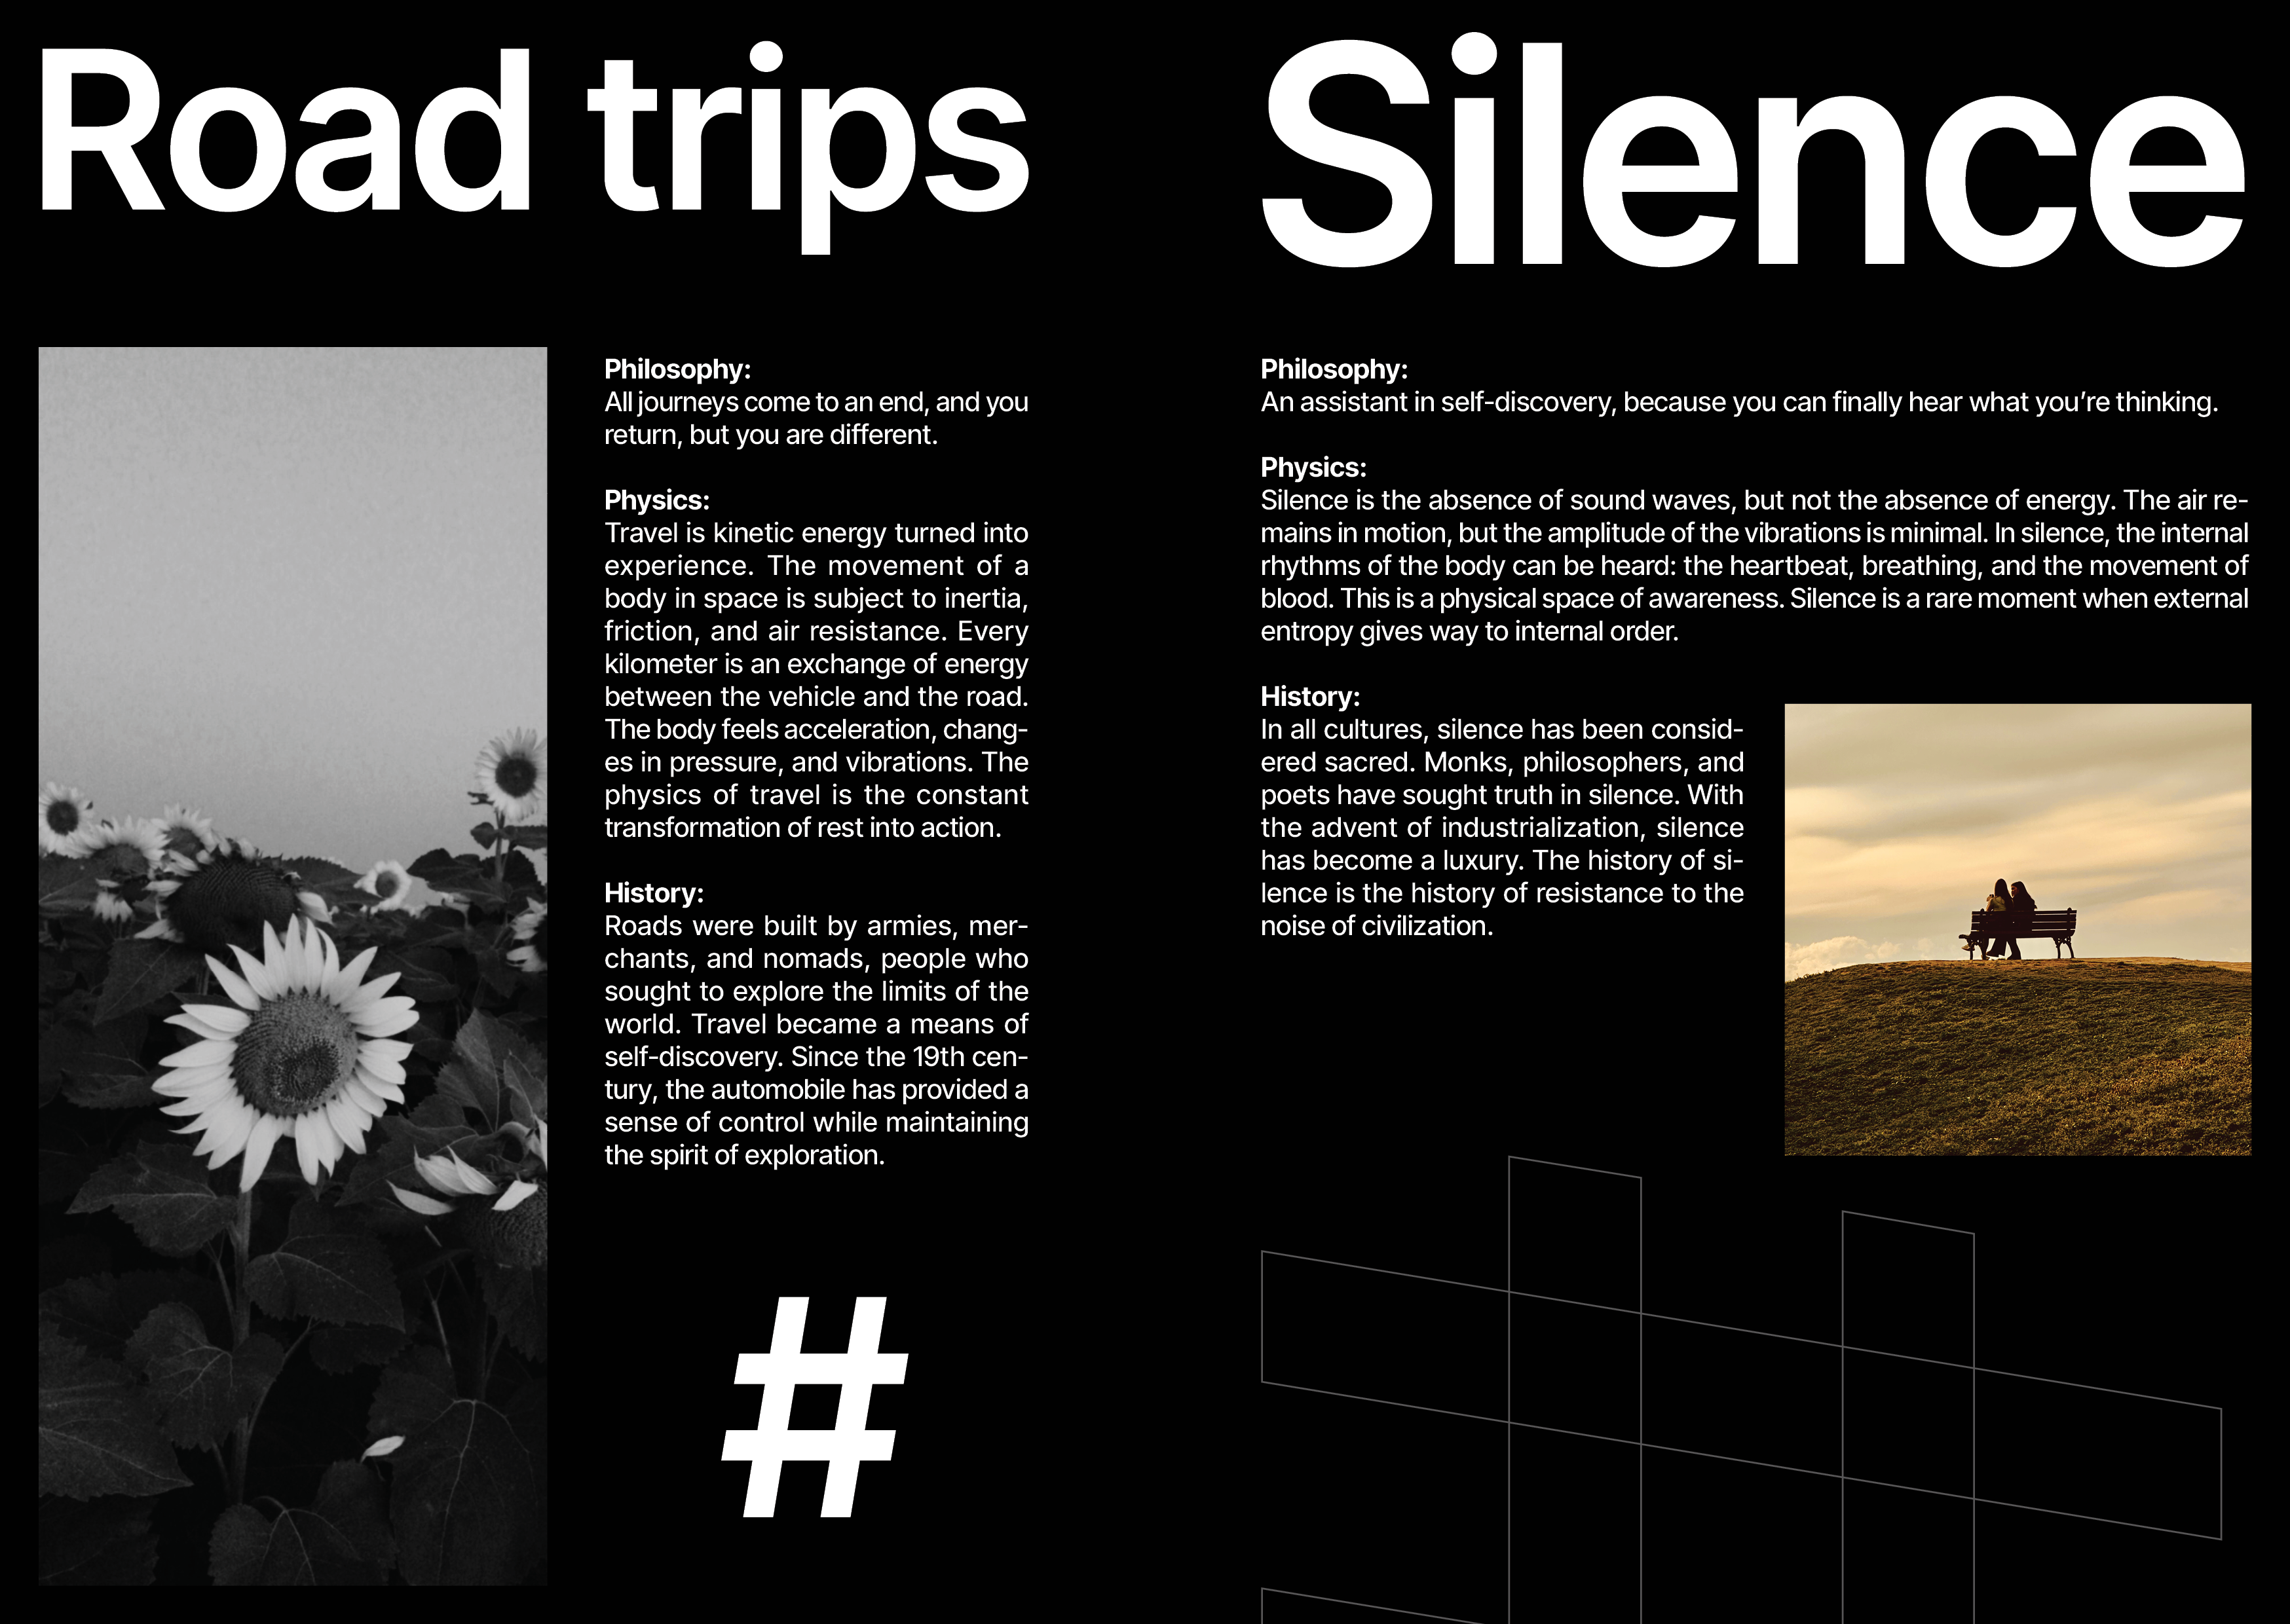 Road trips
Philosophy:
All journeys come to an end, and you
return, but you are different.
Physics:
Travel is kinetic energy turned into
experience. The movement of a
body in space is subject to inertia,
friction, and air resistance. Every
kilometer is an exchange of energy
between the vehicle and the road.
The body feels acceleration, chang-
es in pressure, and vibrations. The
physics of travel is the constant
transformation of rest into action.
History:
Roads were built by armies, mer-
chants, and nomads, people who
sought to explore the limits of the
world. Travel became a means of
self-discovery. Since the 19th cen-
tury, the automobile has provided a
sense of control while maintaining
the spirit of exploration.
#
Silence
Philosophy:
An assistant in self-discovery, because you can finally hear what you’re thinking.
Physics:
Silence is the absence of sound waves, but not the absence of energy. The air re-
mains in motion, but the amplitude of the vibrations is minimal. In silence, the internal
rhythms of the body can be heard: the heartbeat, breathing, and the movement of
blood. This is a physical space of awareness. Silence is a rare moment when external
entropy gives way to internal order.
History:
In all cultures, silence has been consid-
ered sacred. Monks, philosophers, and
poets have sought truth in silence. With
the advent of industrialization, silence
has become a luxury. The history of si-
lence is the history of resistance to the
noise of civilization.